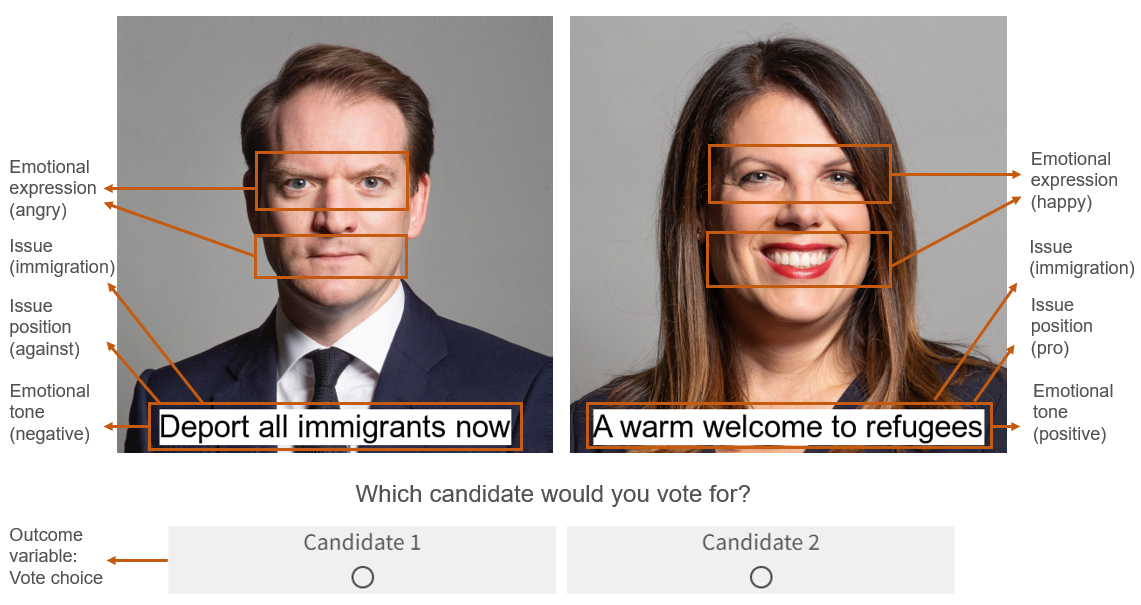 Emotional
expression
(angry)
Issue
(immigration)
Issue
position
(against)
Emotional
tone
(negative)
Deport all immigrants now
A warm welcome to refugees
Emotional
expression
(happy)
Issue
(immigration)
Issue
position
(pro)
Emotional
tone
(positive)
Which candidate would you vote for?
Outcome
variable:
Vote choice
Candidate 1
Candidate 2